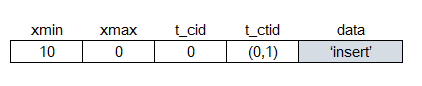 xmin xmax t_cid t_ctid data
10 0 0 (0,1) ‘insert’